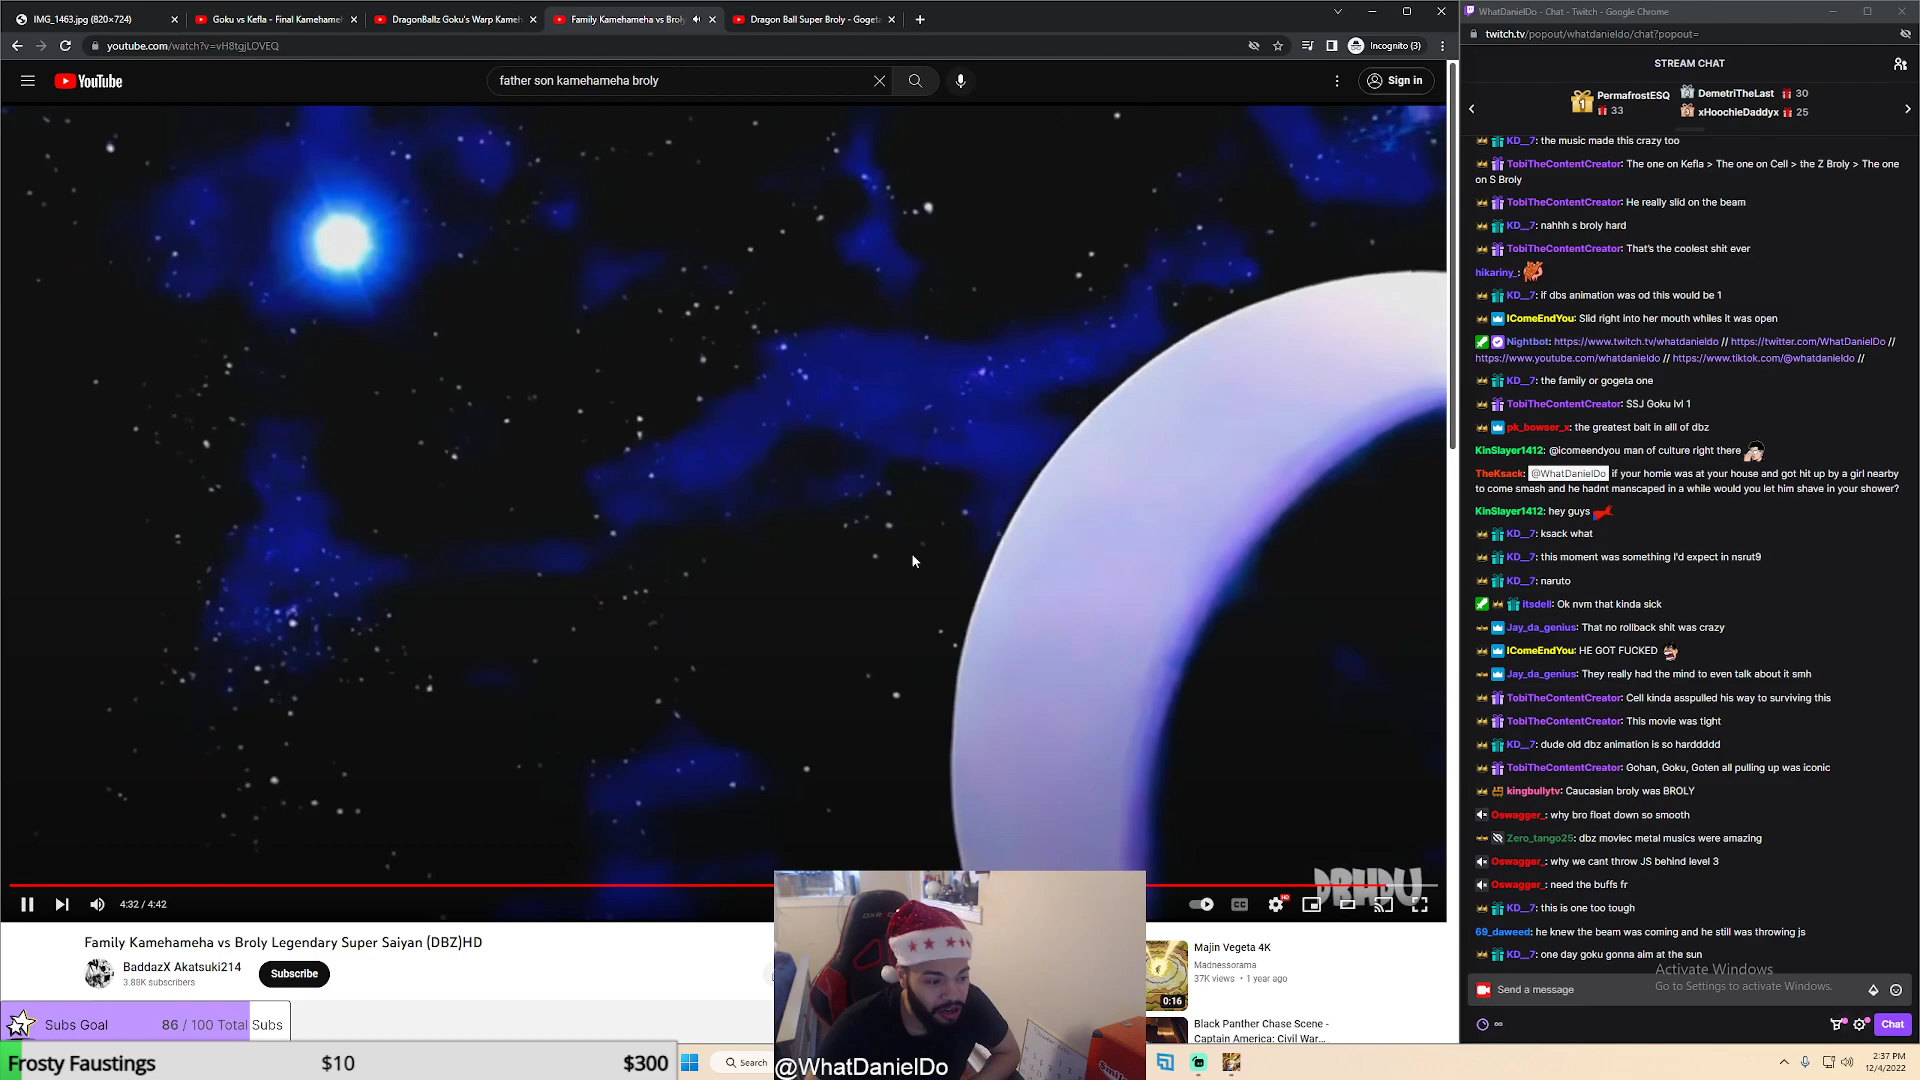 IMG_1463.jpg (820×724)
Goku vs Kefla - Final Kamehame
DragonBallz Goku's Warp Kameh
Family Kamehameha vs Broly
Dragon Ball Super Broly - Gogeta
youtube.com/watch?v=vH8tgjLOVEQ
Incognito (3)
YouTube
father son kamehameha broly
Sign in
4:32 / 4:42
CC
HD
DBHDU
Family Kamehameha vs Broly Legendary Super Saiyan (DBZ)HD
BaddazX Akatsuki214
3.88K subscribers
Subscribe
Majin Vegeta 4K
Madnessorama
37K views • 1 year ago
0:16
Black Panther Chase Scene -
Captain America: Civil War...
Subs Goal
86 / 100 Total Subs
Frosty Faustings
$10
$300
Search
@WhatDanielDo
WhatDanielDo - Chat - Twitch - Google Chrome
twitch.tv/popout/whatdanieldo/chat?popout=
STREAM CHAT
1 PermafrostESQ 33
DemetriTheLast 30
xHoochieDaddyx 25
KD__7: the music made this crazy too
TobiTheContentCreator: The one on Kefla > The one on Cell > the Z Broly > The one
on S Broly
TobiTheContentCreator: He really slid on the beam
KD__7: nahhh s broly hard
TobiTheContentCreator: That's the coolest shit ever
hikariny_:
KD__7: if dbs animation was od this would be 1
IComeEndYou: Slid right into her mouth whiles it was open
Nightbot: https://www.twitch.tv/whatdanieldo // https://twitter.com/WhatDanielDo //
https://www.youtube.com/whatdanieldo // https://www.tiktok.com/@whatdanieldo //
KD__7: the family or gogeta one
TobiTheContentCreator: SSJ Goku lvl 1
pk_bowser_x: the greatest bait in alll of dbz
KinSlayer1412: @icomeendyou man of culture right there
TheKsack: @WhatDanielDo if your homie was at your house and got hit up by a girl nearby
to come smash and he hadnt manscaped in a while would you let him shave in your shower?
KinSlayer1412: hey guys
KD__7: ksack what
KD__7: this moment was something I'd expect in nsrut9
KD__7: naruto
itsdell: Ok nvm that kinda sick
Jay_da_genius: That no rollback shit was crazy
IComeEndYou: HE GOT FUCKED
Jay_da_genius: They really had the mind to even talk about it smh
TobiTheContentCreator: Cell kinda asspulled his way to surviving this
TobiTheContentCreator: This movie was tight
KD__7: dude old dbz animation is so harddddd
TobiTheContentCreator: Gohan, Goku, Goten all pulling up was iconic
kingbullytv: Caucasian broly was BROLY
Oswagger_: why bro float down so smooth
Zero_tango25: dbz moviec metal musics were amazing
Oswagger_: why we cant throw JS behind level 3
Oswagger_: need the buffs fr
KD__7: this is one too tough
69_daweed: he knew the beam was coming and he still was throwing js
KD__7: one day goku gonna aim at the sun
Activate Windows
Go to Settings to activate Windows.
Send a message
Chat
2:37 PM
12/4/2022